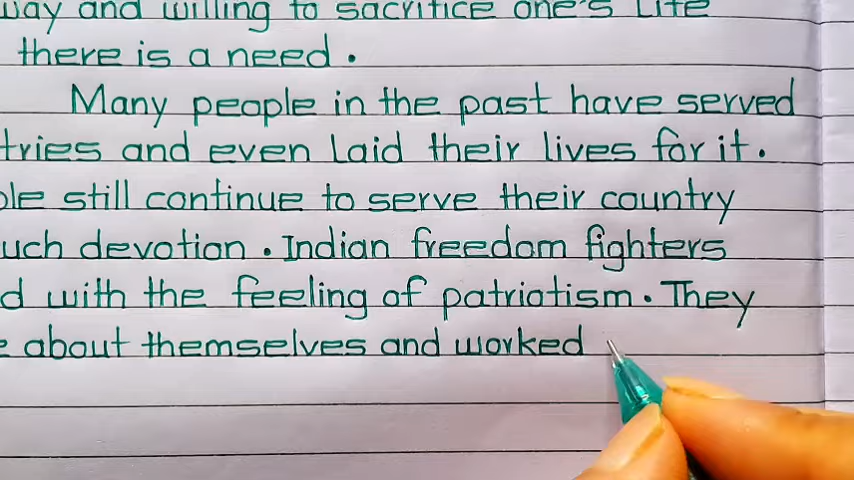 way and willing to sacrifice one's life
there is a need.
Many people in the past have served
tries and even laid their lives for it.
ple still continue to serve their country
uch devotion. Indian freedom fighters
d with the feeling of patriotism. They
e about themselves and worked